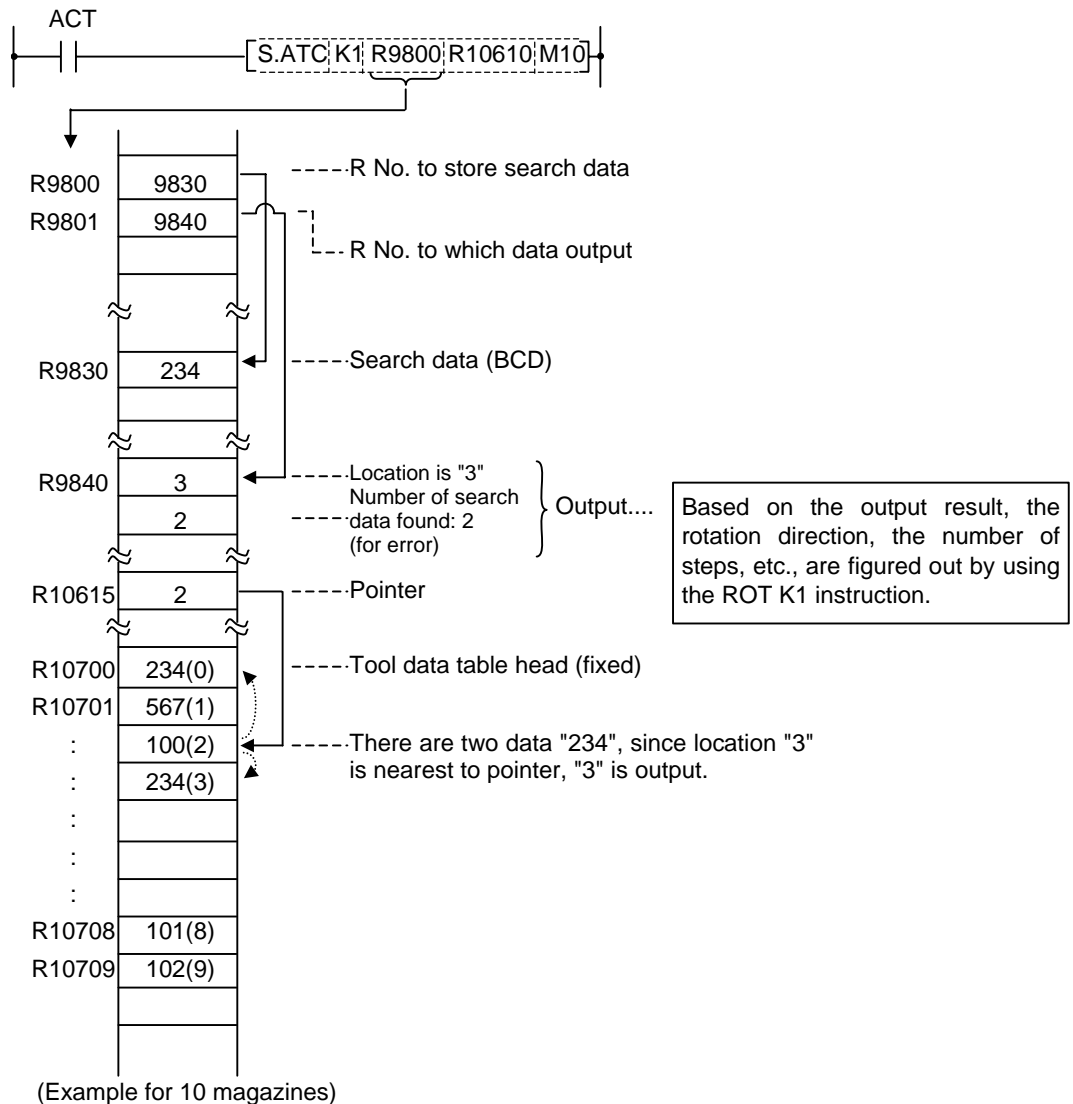 ACT
S.ATC K1 R9800 R10610 M10
R9800 9830 R No. to store search data
R9801 9840
R No. to which data output
R9830 234 Search data (BCD)
R9840 3 Location is "3"
Number of search
2 data found: 2
(for error)
Output....
Based on the output result, the
rotation direction, the number of
steps, etc., are figured out by using
the ROT K1 instruction.
R10615 2 Pointer
R10700 234(0) Tool data table head (fixed)
R10701 567(1)
: 100(2) There are two data "234", since location "3"
is nearest to pointer, "3" is output.
: 234(3)
:
:
:
R10708 101(8)
R10709 102(9)
(Example for 10 magazines)